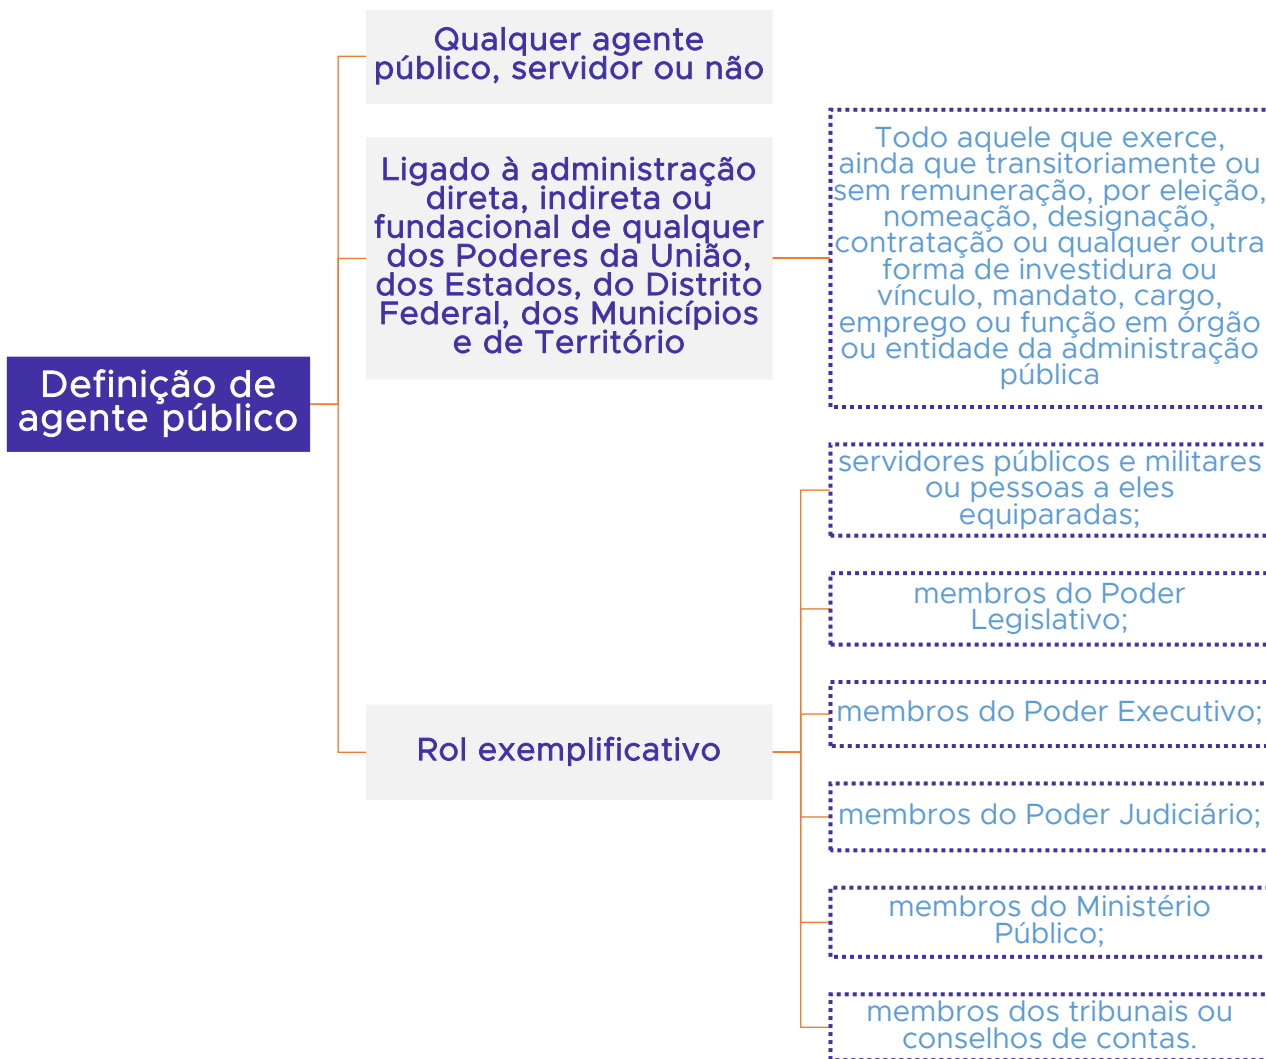 Definição de
agente público
Qualquer agente
público, servidor ou não
Ligado à administração
direta, indireta ou
fundacional de qualquer
dos Poderes da União,
dos Estados, do Distrito
Federal, dos Municípios
e de Território
Todo aquele que exerce,
ainda que transitoriamente ou
sem remuneração, por eleição,
nomeação, designação,
contratação ou qualquer outra
forma de investidura ou
vínculo, mandato, cargo,
emprego ou função em órgão
ou entidade da administração
pública
Rol exemplificativo
servidores públicos e militares
ou pessoas a eles
equiparadas;
membros do Poder
Legislativo;
membros do Poder Executivo;
membros do Poder Judiciário;
membros do Ministério
Público;
membros dos tribunais ou
conselhos de contas.